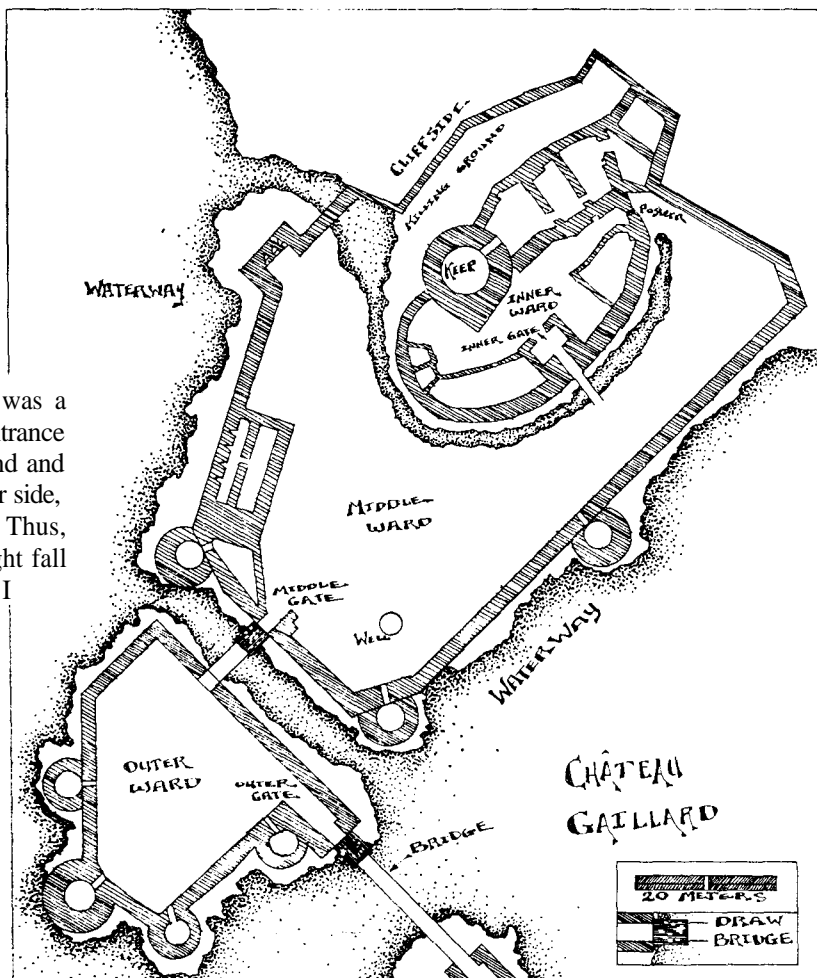 CLIFFSIDE
KILLING GROUND
POSTERN
WATERWAY
KEEP
INNER
WARD
INNER GATE
was a
trance
nd and
r side,
Thus,
ght fall
I
MIDDLE
WARD
MIDDLE
GATE
WELL
WATERWAY
OUTER
WARD
OUTER
GATE
BRIDGE
CHÂTEAU
GAILLARD
20 METERS
DRAW
BRIDGE